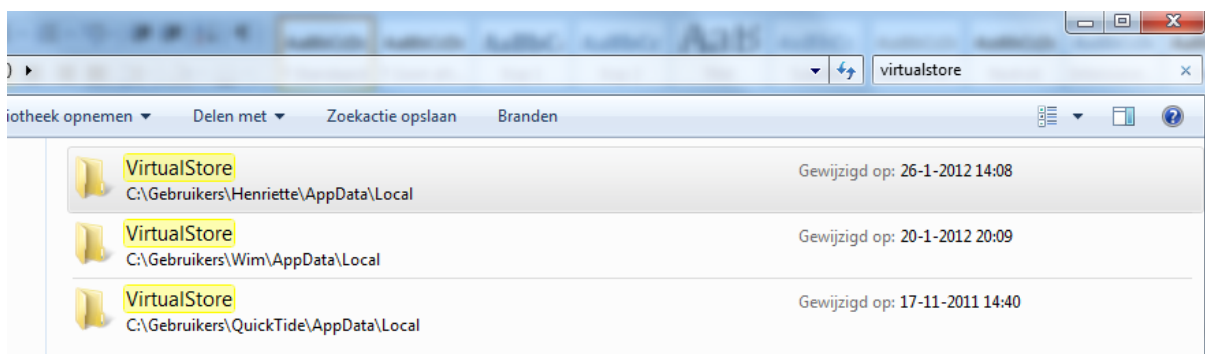 virtualstore
iotheek opnemen Delen met Zoekactie opslaan Branden
VirtualStore Gewijzigd op: 26-1-2012 14:08
C:\Gebruikers\Henriette\AppData\Local
VirtualStore Gewijzigd op: 20-1-2012 20:09
C:\Gebruikers\Wim\AppData\Local
VirtualStore Gewijzigd op: 17-11-2011 14:40
C:\Gebruikers\QuickTide\AppData\Local